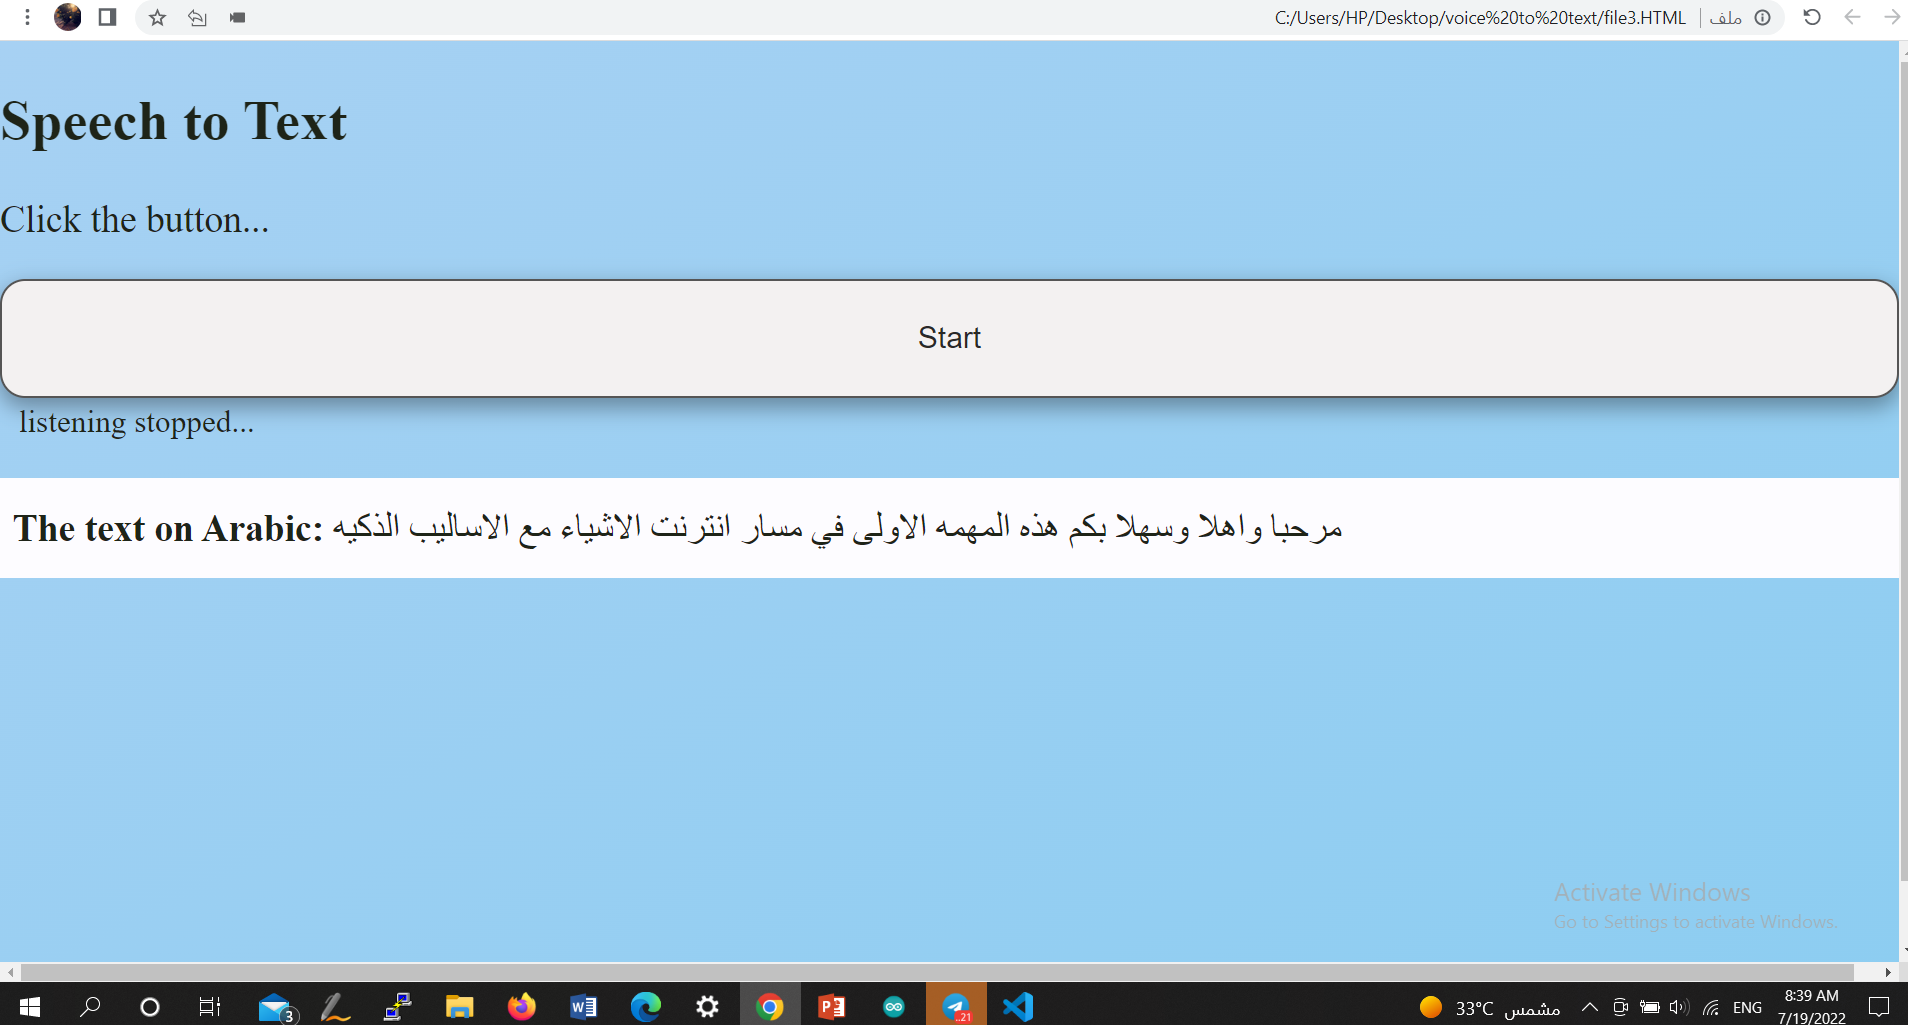 C:/Users/HP/Desktop/voice%20to%20text/file3.HTML | ملف
Speech to Text
Click the button...
Start
listening stopped...
The text on Arabic: مرحبا واهلا وسهلا بكم هذه المهمه الاولى في مسار انترنت الاشياء مع الاساليب الذكيه
Activate Windows
Go to Settings to activate Windows.
3
..21
33°C مشمس
ENG
8:39 AM
7/19/2022